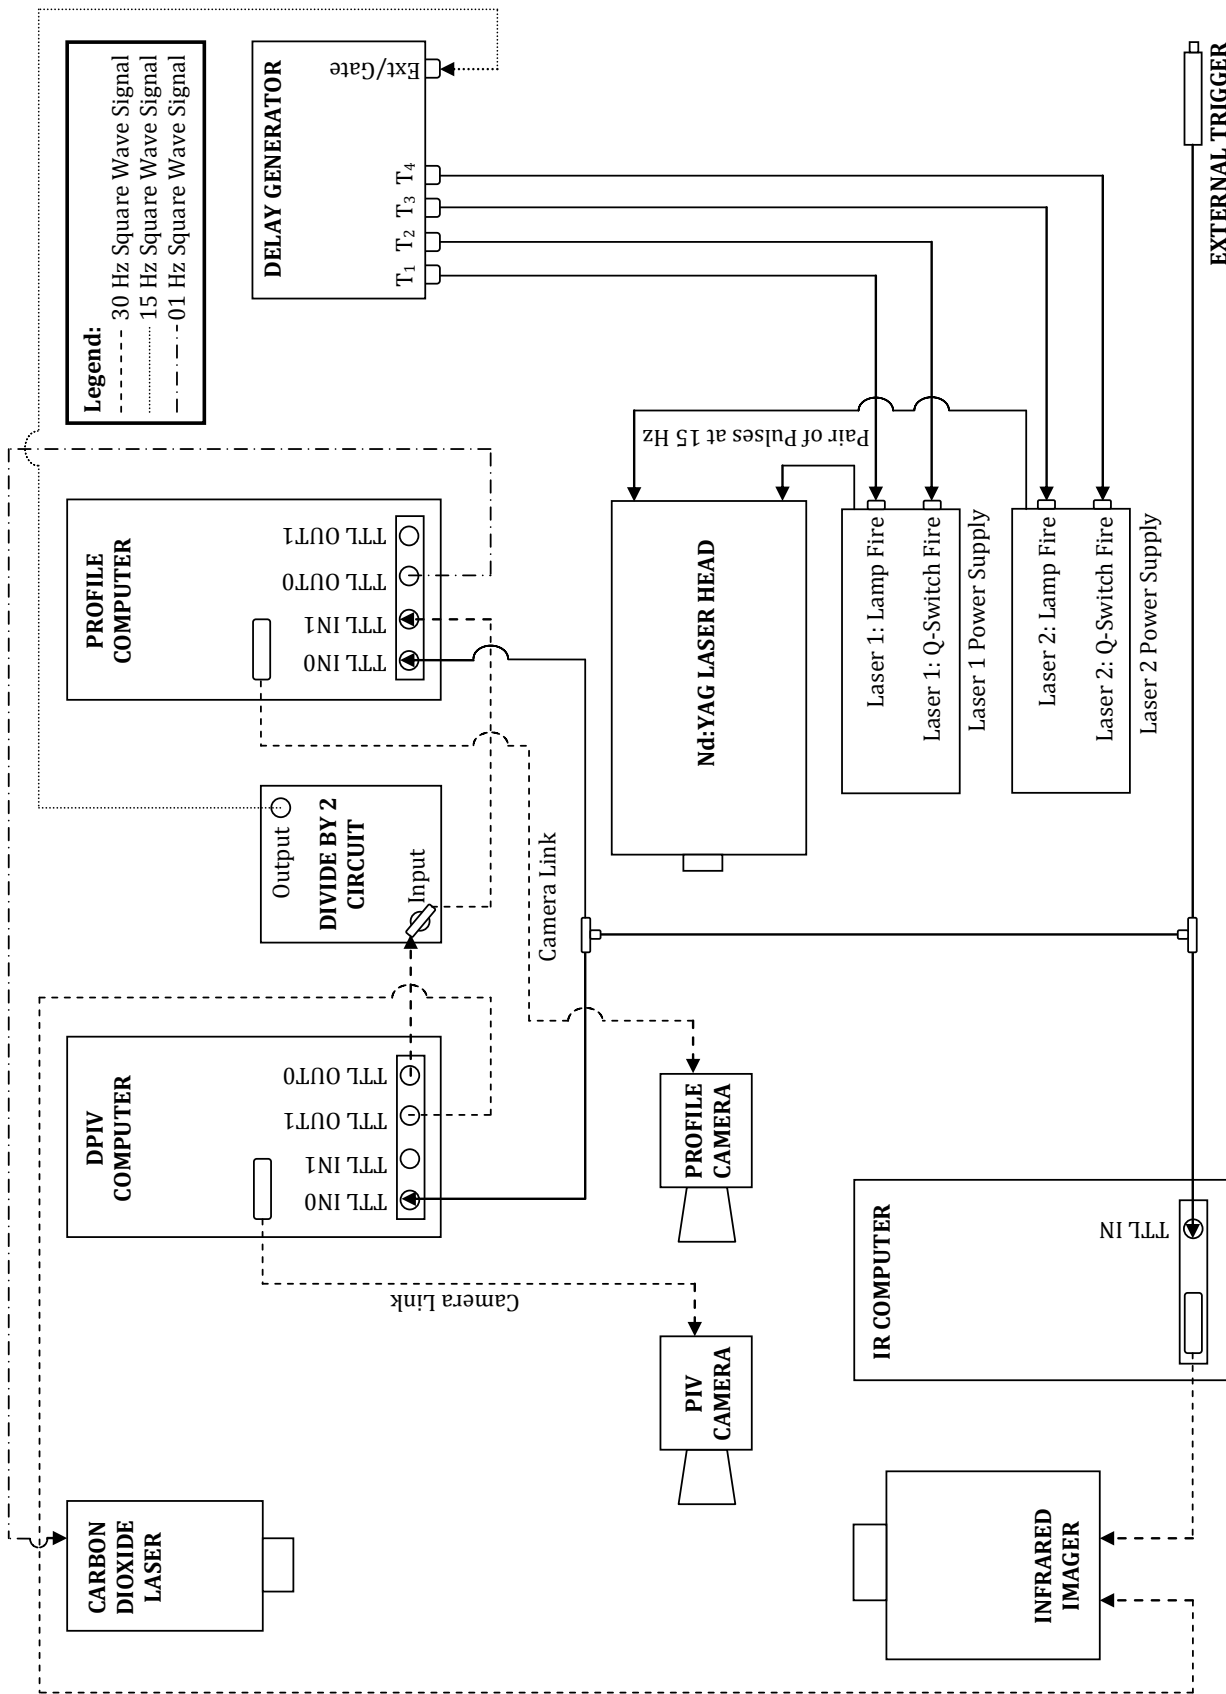 Legend:
30 Hz Square Wave Signal
15 Hz Square Wave Signal
01 Hz Square Wave Signal
CARBON
DIOXIDE
LASER
DPIV
COMPUTER
TTL IN0
TTL IN1
TTL OUT1
TTL OUT0
DIVIDE BY 2
CIRCUIT
Output
Input
PROFILE
COMPUTER
TTL IN0
TTL IN1
TTL OUT0
TTL OUT1
DELAY GENERATOR
T1
T2
T3
T4
Ext/Gate
Camera Link
Camera Link
PIV
CAMERA
PROFILE
CAMERA
Nd:YAG LASER HEAD
Pair of Pulses at 15 Hz
Laser 1: Lamp Fire
Laser 1: Q-Switch Fire
Laser 1 Power Supply
Laser 2: Lamp Fire
Laser 2: Q-Switch Fire
Laser 2 Power Supply
INFRARED
IMAGER
IR COMPUTER
TTL IN
EXTERNAL TRIGGER